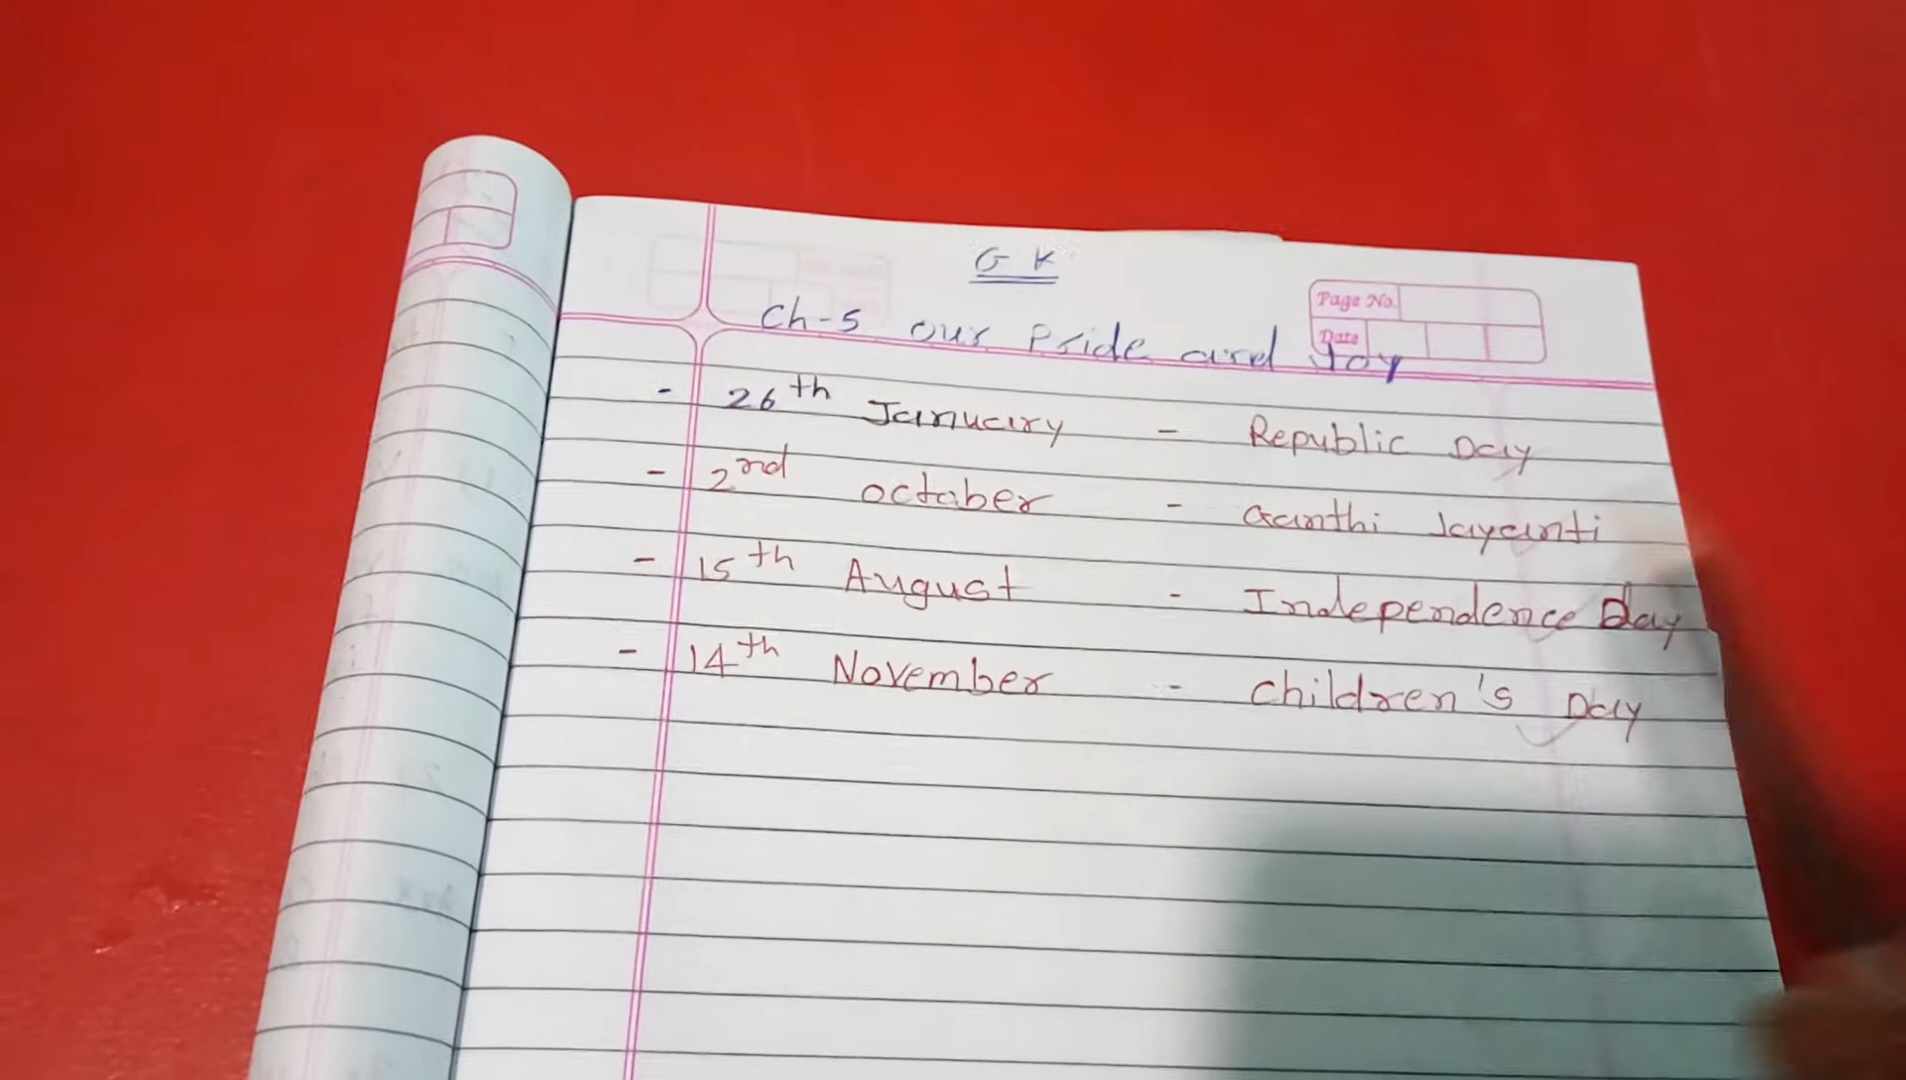 G K
Page No.
Date
Ch-5 our Pride and Joy
- 26th January - Republic Day
- 2nd october - Ganthi Jayanti
- 15th August - Independence Day
- 14th November - Children's Day